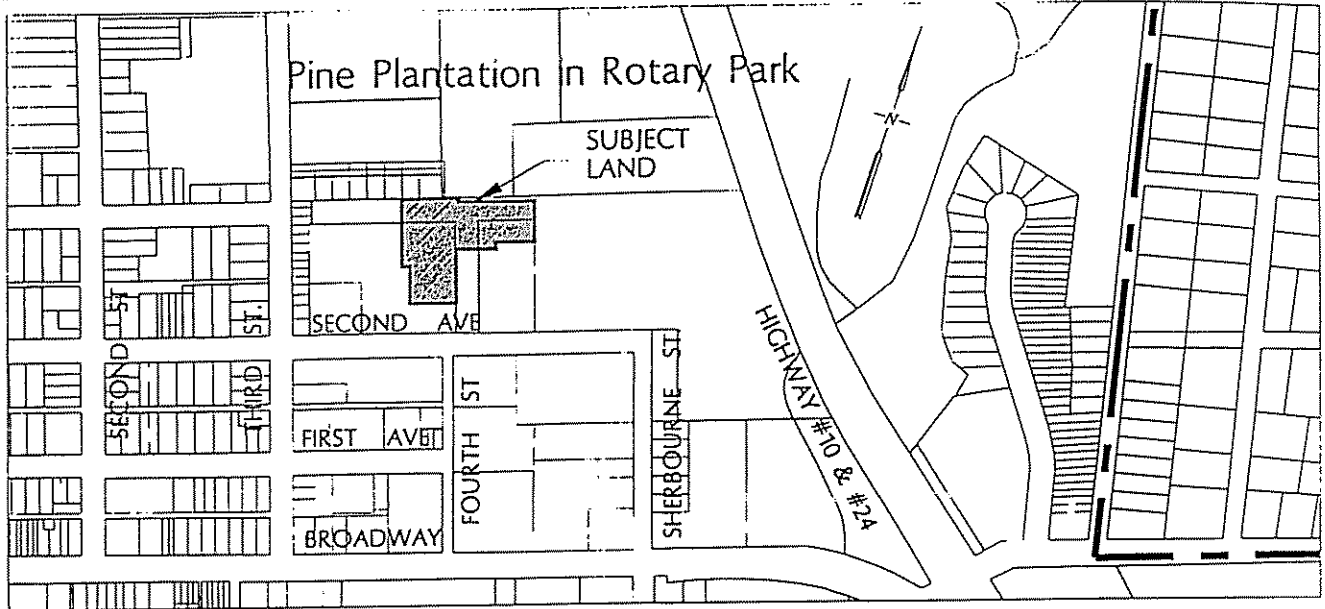 Pine Plantation in Rotary Park
SUBJECT
LAND
N
SECOND ST
THIRD ST.
SECOND AVE
FIRST AVE
FOURTH ST
SHERBOURNE ST.
HIGHWAY #10 & #24
BROADWAY